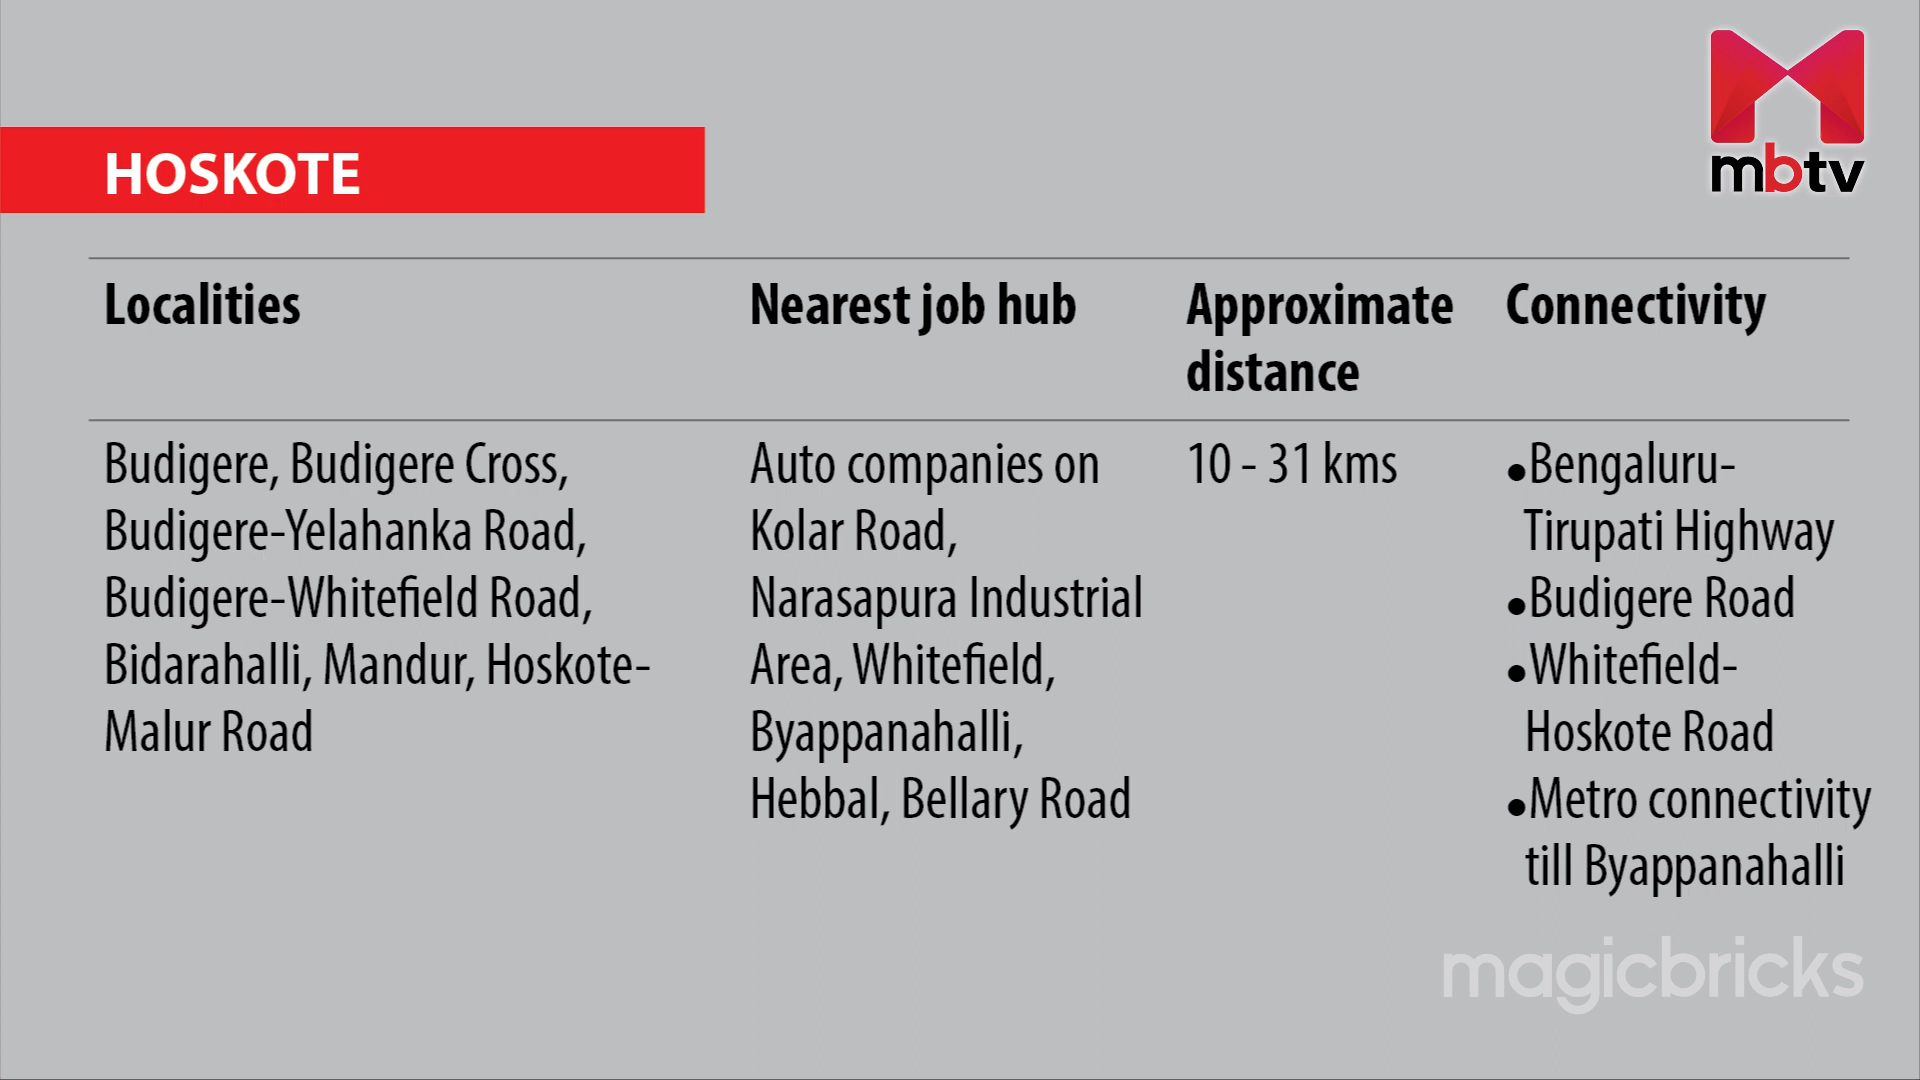 mbtv
HOSKOTE
Localities
Nearest job hub
Approximate
distance
Connectivity
Budigere, Budigere Cross,
Budigere-Yelahanka Road,
Budigere-Whitefield Road,
Bidarahalli, Mandur, Hoskote-
Malur Road
Auto companies on
Kolar Road,
Narasapura Industrial
Area, Whitefield,
Byappanahalli,
Hebbal, Bellary Road
10 - 31 kms
•Bengaluru-
Tirupati Highway
•Budigere Road
•Whitefield-
Hoskote Road
•Metro connectivity
till Byappanahalli
magicbricks